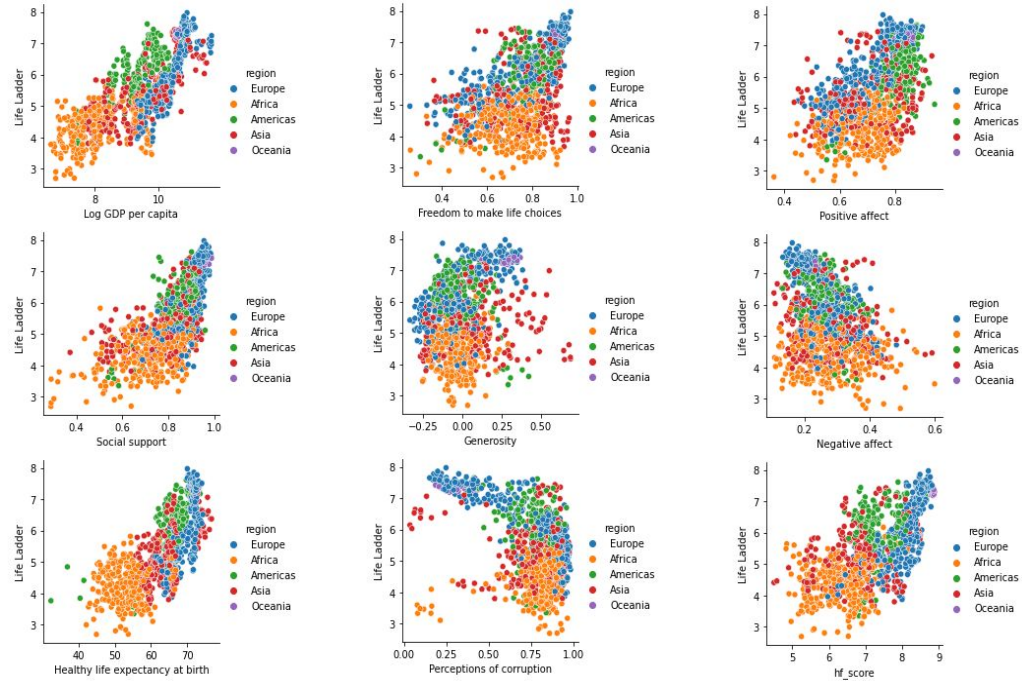 8
7
6
5
4
3
Life Ladder
8 10
Log GDP per capita
region
Europe
Africa
Americas
Asia
Oceania
8
7
6
5
4
3
Life Ladder
0.4 0.6 0.8 1.0
Freedom to make life choices
region
Europe
Africa
Americas
Asia
Oceania
8
7
6
5
4
3
Life Ladder
0.4 0.6 0.8
Positive affect
region
Europe
Africa
Americas
Asia
Oceania
8
7
6
5
4
3
Life Ladder
0.4 0.6 0.8 1.0
Social support
region
Europe
Africa
Americas
Asia
Oceania
8
7
6
5
4
3
Life Ladder
−0.25 0.00 0.25 0.50
Generosity
region
Europe
Africa
Americas
Asia
Oceania
8
7
6
5
4
3
Life Ladder
0.2 0.4 0.6
Negative affect
region
Europe
Africa
Americas
Asia
Oceania
8
7
6
5
4
3
Life Ladder
40 50 60 70
Healthy life expectancy at birth
region
Europe
Africa
Americas
Asia
Oceania
8
7
6
5
4
3
Life Ladder
0.00 0.25 0.50 0.75 1.00
Perceptions of corruption
region
Europe
Africa
Americas
Asia
Oceania
8
7
6
5
4
3
Life Ladder
5 6 7 8 9
hf_score
region
Europe
Africa
Americas
Asia
Oceania